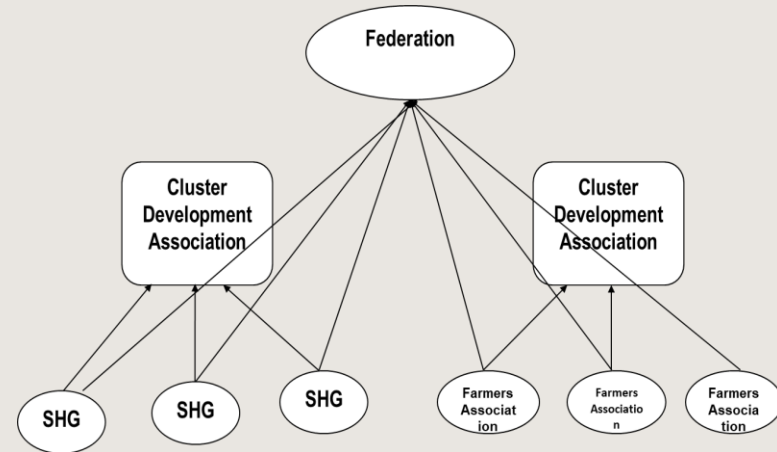 Federation
Cluster
Development
Association
Cluster
Development
Association
SHG
SHG
SHG
Farmers
Associat
ion
Farmers
Associatio
n
Farmers
Associa
tion